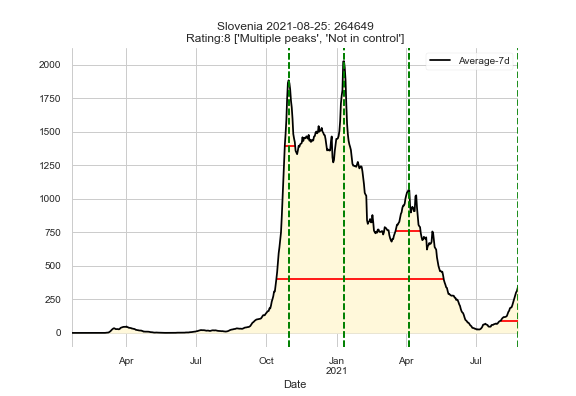 Slovenia 2021-08-25: 264649
Rating:8 ['Multiple peaks', 'Not in control']
Average-7d
2000
1750
1500
1250
1000
750
500
250
0
Apr
Jul
Oct
Jan
2021
Apr
Jul
Date